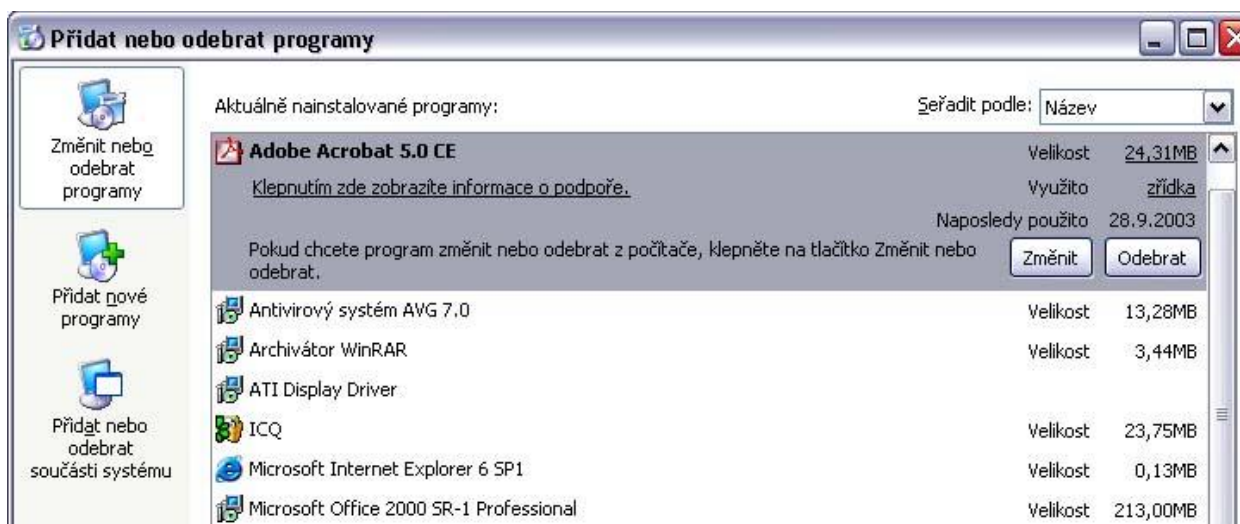 Přidat nebo odebrat programy
Změnit nebo
odebrat
programy
Přidat nové
programy
Přidat nebo
odebrat
součásti systému
Aktuálně nainstalované programy:
Seřadit podle: Název
Adobe Acrobat 5.0 CE Velikost 24,31MB
Klepnutím zde zobrazíte informace o podpoře. Využito zřídka
Naposledy použito 28.9.2003
Pokud chcete program změnit nebo odebrat z počítače, klepněte na tlačítko Změnit nebo
odebrat.
Změnit Odebrat
Antivirový systém AVG 7.0 Velikost 13,28MB
Archivátor WinRAR Velikost 3,44MB
ATI Display Driver
ICQ Velikost 23,75MB
Microsoft Internet Explorer 6 SP1 Velikost 0,13MB
Microsoft Office 2000 SR-1 Professional Velikost 213,00MB